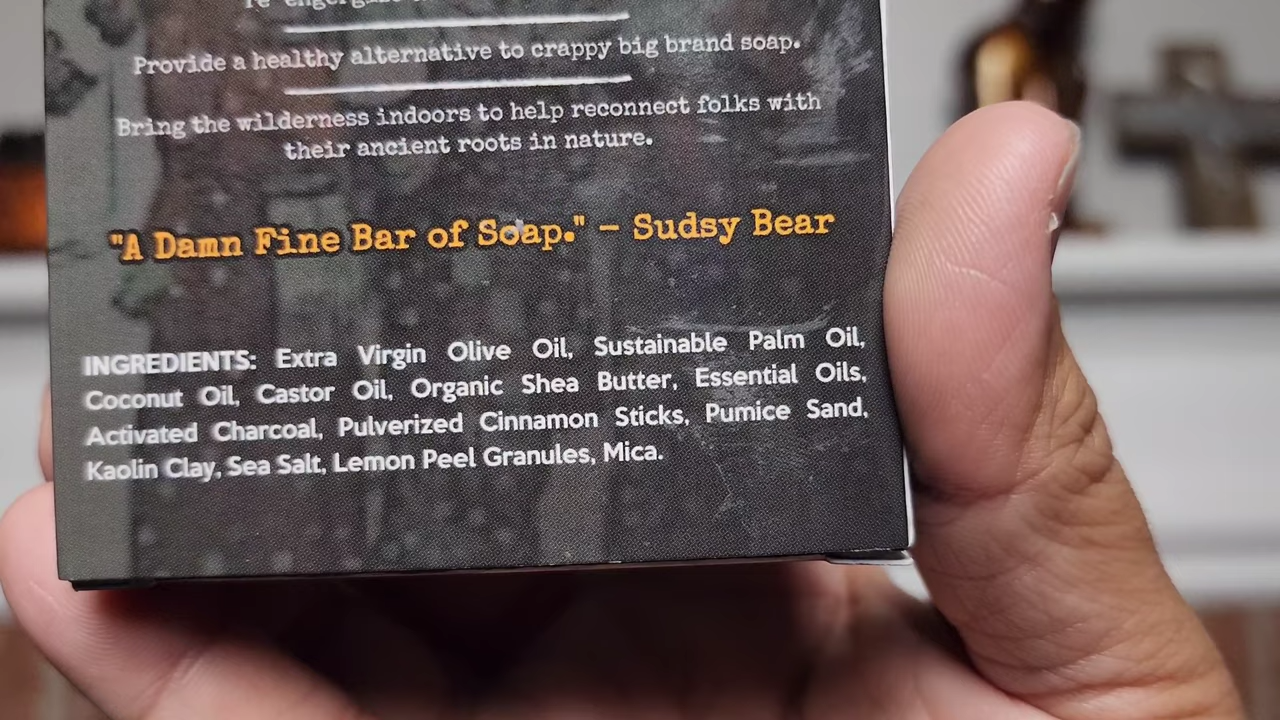 Provide a healthy alternative to crappy big brand soap.
Bring the wilderness indoors to help reconnect folks with
their ancient roots in nature.
"A Damn Fine Bar of Soap." – Sudsy Bear
INGREDIENTS: Extra Virgin Olive Oil, Sustainable Palm Oil,
Coconut Oil, Castor Oil, Organic Shea Butter, Essential Oils,
Activated Charcoal, Pulverized Cinnamon Sticks, Pumice Sand,
Kaolin Clay, Sea Salt, Lemon Peel Granules, Mica.